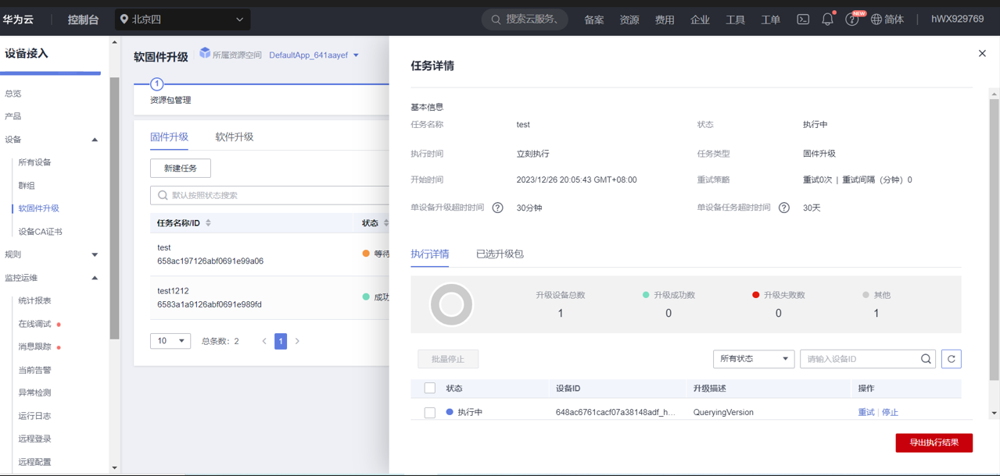 华为云
控制台
北京四
搜索云服务、
备案
资源
费用
企业
工具
工单
NEW
简体
hWX929769
设备接入
总览
产品
设备
所有设备
群组
软固件升级
设备CA证书
规则
监控运维
统计报表
在线调试
消息跟踪
当前告警
异常检测
运行日志
远程登录
远程配置
软固件升级
所属资源空间
DefaultApp_641aayef
1
资源包管理
固件升级
软件升级
新建任务
默认按照状态搜索
任务名称/ID
状态
test
658ac197126abf0691e99a06
等待
test1212
6583a1a9126abf0691e989fd
成功
10
总条数：2
1
任务详情
基本信息
任务名称 test 状态 执行中
执行时间 立刻执行 任务类型 固件升级
开始时间 2023/12/26 20:05:43 GMT+08:00 重试策略 重试0次 | 重试间隔（分钟）0
单设备升级超时时间 ? 30分钟 单设备任务超时时间 ? 30天
执行详情 已选升级包
升级设备总数 升级成功数 升级失败数 其他
1 0 0 1
批量停止 所有状态 请输入设备ID
状态 设备ID 升级描述 操作
执行中 648ac6761cacf07a38148adf_h... QueryingVersion 重试 停止
导出执行结果